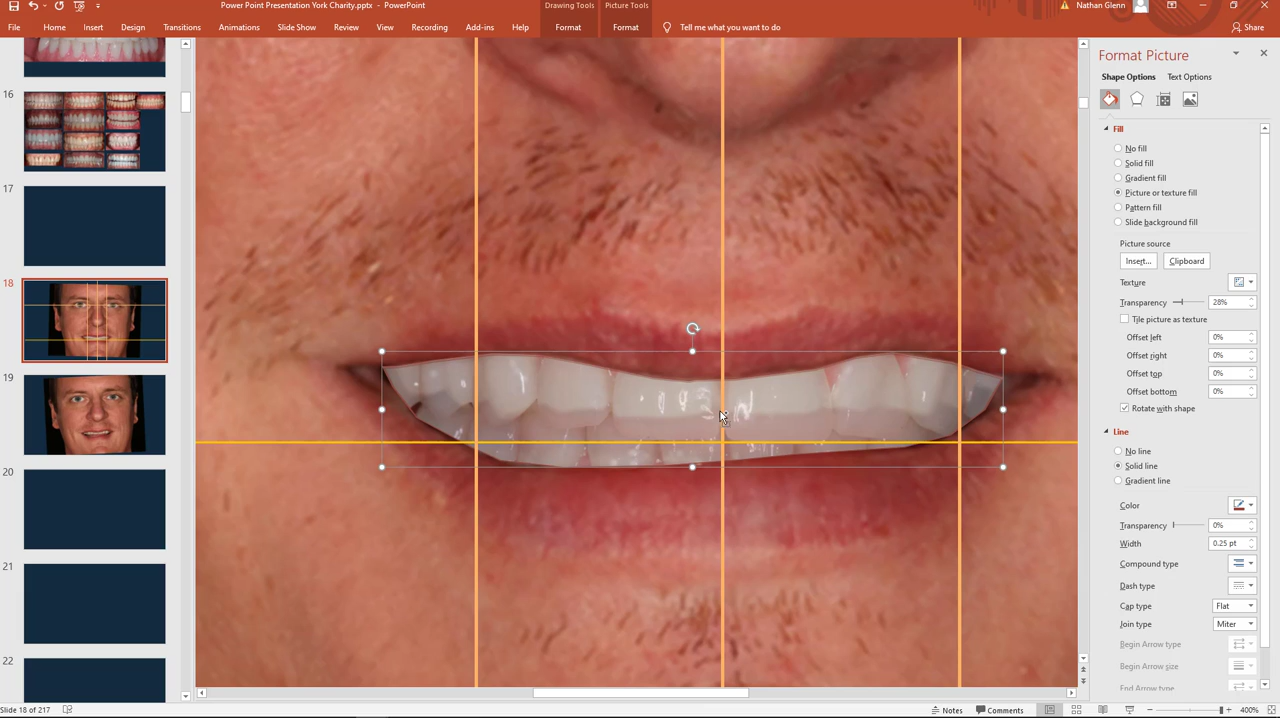 Power Point Presentation York Charity.pptx - PowerPoint
Drawing Tools
Picture Tools
Nathan Glenn
File
Home
Insert
Design
Transitions
Animations
Slide Show
Review
View
Recording
Add-ins
Help
Format
Format
Tell me what you want to do
Share
16
17
18
19
20
21
22
Format Picture
Shape Options
Text Options
Fill
No fill
Solid fill
Gradient fill
Picture or texture fill
Pattern fill
Slide background fill
Picture source
Insert...
Clipboard
Texture
Transparency
28%
Tile picture as texture
Offset left
0%
Offset right
0%
Offset top
0%
Offset bottom
0%
Rotate with shape
Line
No line
Solid line
Gradient line
Color
Transparency
0%
Width
0.25 pt
Compound type
Dash type
Cap type
Flat
Join type
Miter
Begin Arrow type
Begin Arrow size
End Arrow type
Slide 18 of 217
Notes
Comments
400%